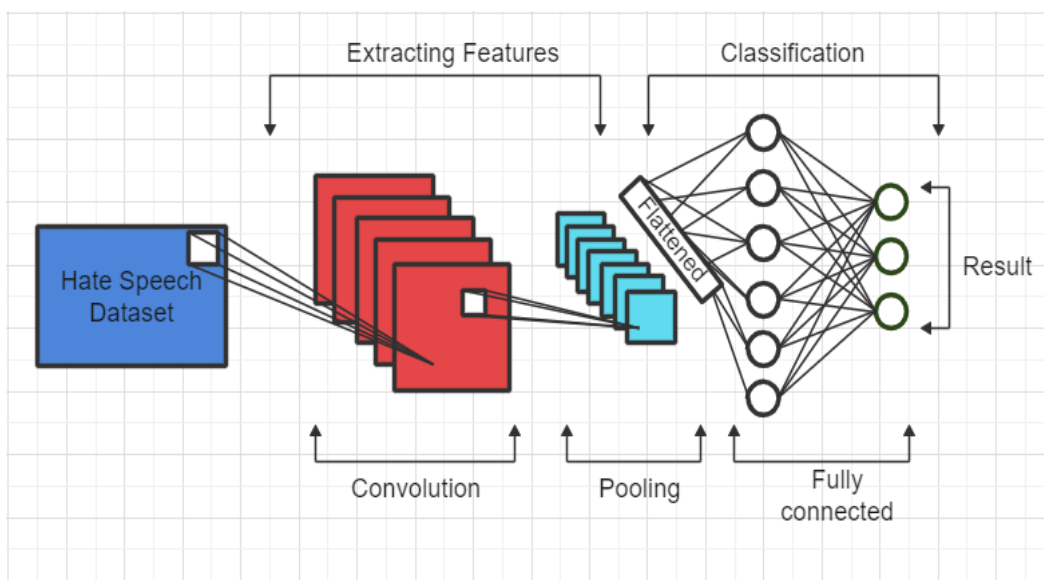 Extracting Features
Classification
Hate Speech
Dataset
Flattened
Result
Convolution
Pooling
Fully
connected